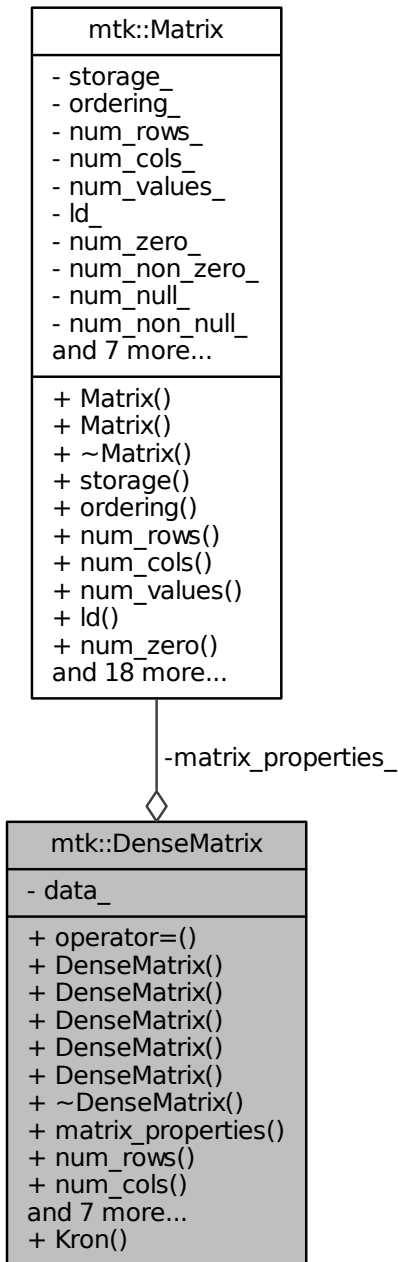 mtk::Matrix
- storage_
- ordering_
- num_rows_
- num_cols_
- num_values_
- ld_
- num_zero_
- num_non_zero_
- num_null_
- num_non_null_
and 7 more...
+ Matrix()
+ Matrix()
+ ~Matrix()
+ storage()
+ ordering()
+ num_rows()
+ num_cols()
+ num_values()
+ ld()
+ num_zero()
and 18 more...
-matrix_properties_
mtk::DenseMatrix
- data_
+ operator=()
+ DenseMatrix()
+ DenseMatrix()
+ DenseMatrix()
+ DenseMatrix()
+ DenseMatrix()
+ ~DenseMatrix()
+ matrix_properties()
+ num_rows()
+ num_cols()
and 7 more...
+ Kron()